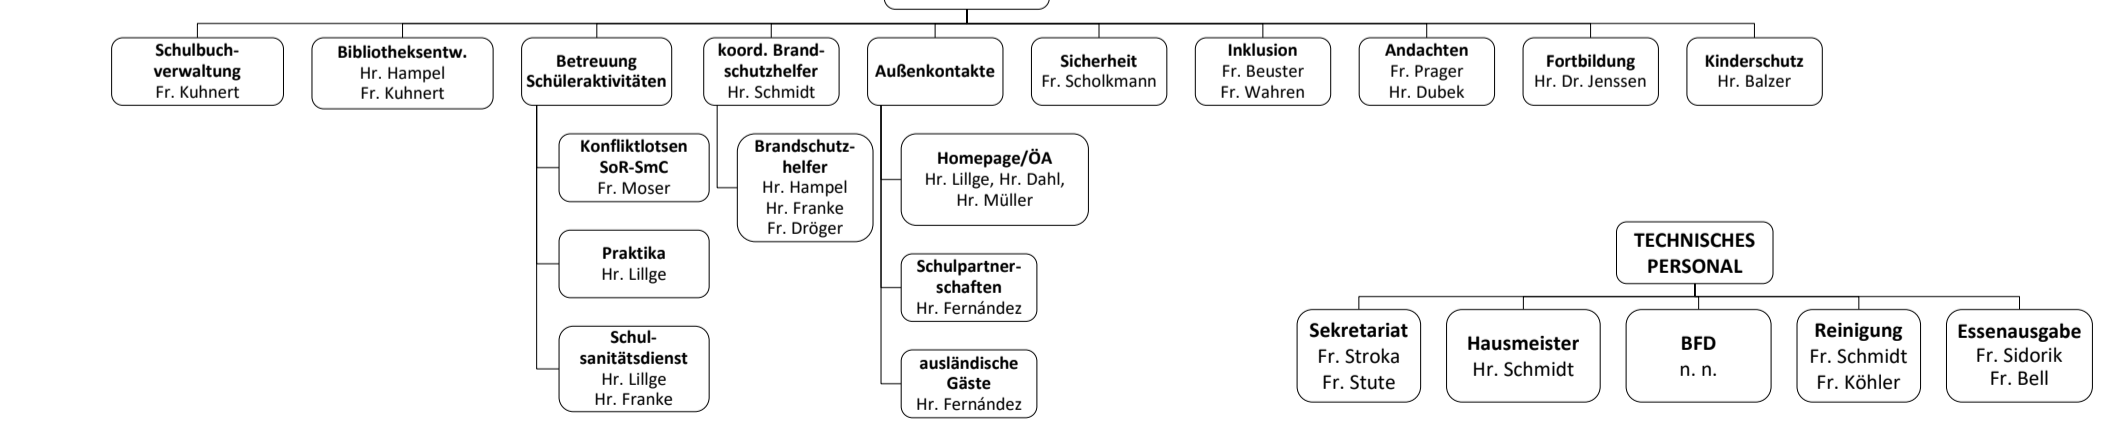 Schulbuch-
verwaltung
Fr. Kuhnert
Bibliotheksentw.
Hr. Hampel
Fr. Kuhnert
Betreuung
Schüleraktivitäten
koord. Brand-
schutzhelfer
Hr. Schmidt
Außenkontakte
Sicherheit
Fr. Scholkmann
Inklusion
Fr. Beuster
Fr. Wahren
Andachten
Fr. Prager
Hr. Dubek
Fortbildung
Hr. Dr. Jenssen
Kinderschutz
Hr. Balzer
Konfliktlotsen
SoR-SmC
Fr. Moser
Praktika
Hr. Lillge
Schul-
sanitätsdienst
Hr. Lillge
Hr. Franke
Brandschutz-
helfer
Hr. Hampel
Hr. Franke
Fr. Dröger
Homepage/ÖA
Hr. Lillge, Hr. Dahl,
Hr. Müller
Schulpartner-
schaften
Hr. Fernández
ausländische
Gäste
Hr. Fernández
TECHNISCHES
PERSONAL
Sekretariat
Fr. Stroka
Fr. Stute
Hausmeister
Hr. Schmidt
BFD
n. n.
Reinigung
Fr. Schmidt
Fr. Köhler
Essenausgabe
Fr. Sidorik
Fr. Bell